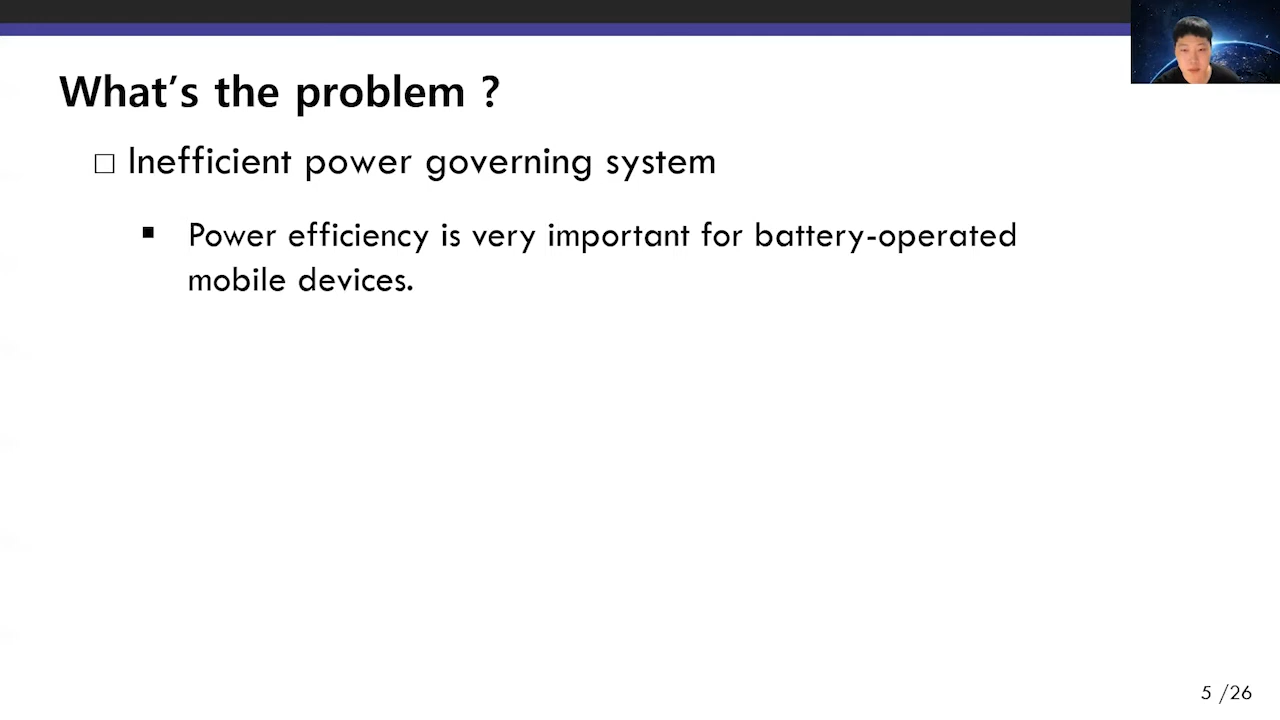 What's the problem ?
□ Inefficient power governing system
▪ Power efficiency is very important for battery-operated
mobile devices.
5 /26